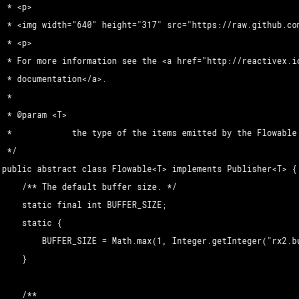 * <p>
* <img width="640" height="317" src="https://raw.github.com
* <p>
* For more information see the <a href="http://reactivex.io
* documentation</a>.
*
* @param <T>
* the type of the items emitted by the Flowable
*/
public abstract class Flowable<T> implements Publisher<T> {
/** The default buffer size. */
static final int BUFFER_SIZE;
static {
BUFFER_SIZE = Math.max(1, Integer.getInteger("rx2.bu
}
/**